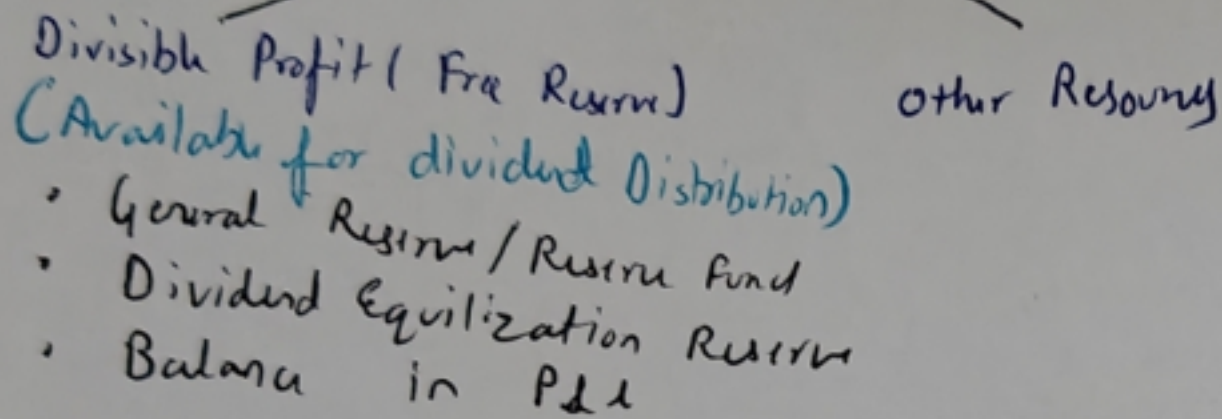 Divisible Profit ( Free Reserve) other Resources
(Available for dividend Distribution)
• General Reserve / Reserve Fund
• Dividend Equilization Reserve
• Balance in P&L